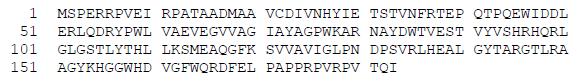 1 MSPERRPVEI RPATAADMAA VCDIVNHYIE TSTVNFRTEP QTPQEWIDDL
51 ERLQDRYPWL VAEVEGVVAG IAYAGPWKAR NAYDWTVEST VYVSHRHQRL
101 GLGSTLYTHL LKSMEAQGFK SVVAVIGLPN DPSVRLHEAL GYTARGTLRA
151 AGYKHGGWHD VGFWQRDFEL PAPPRPVRPV TQI